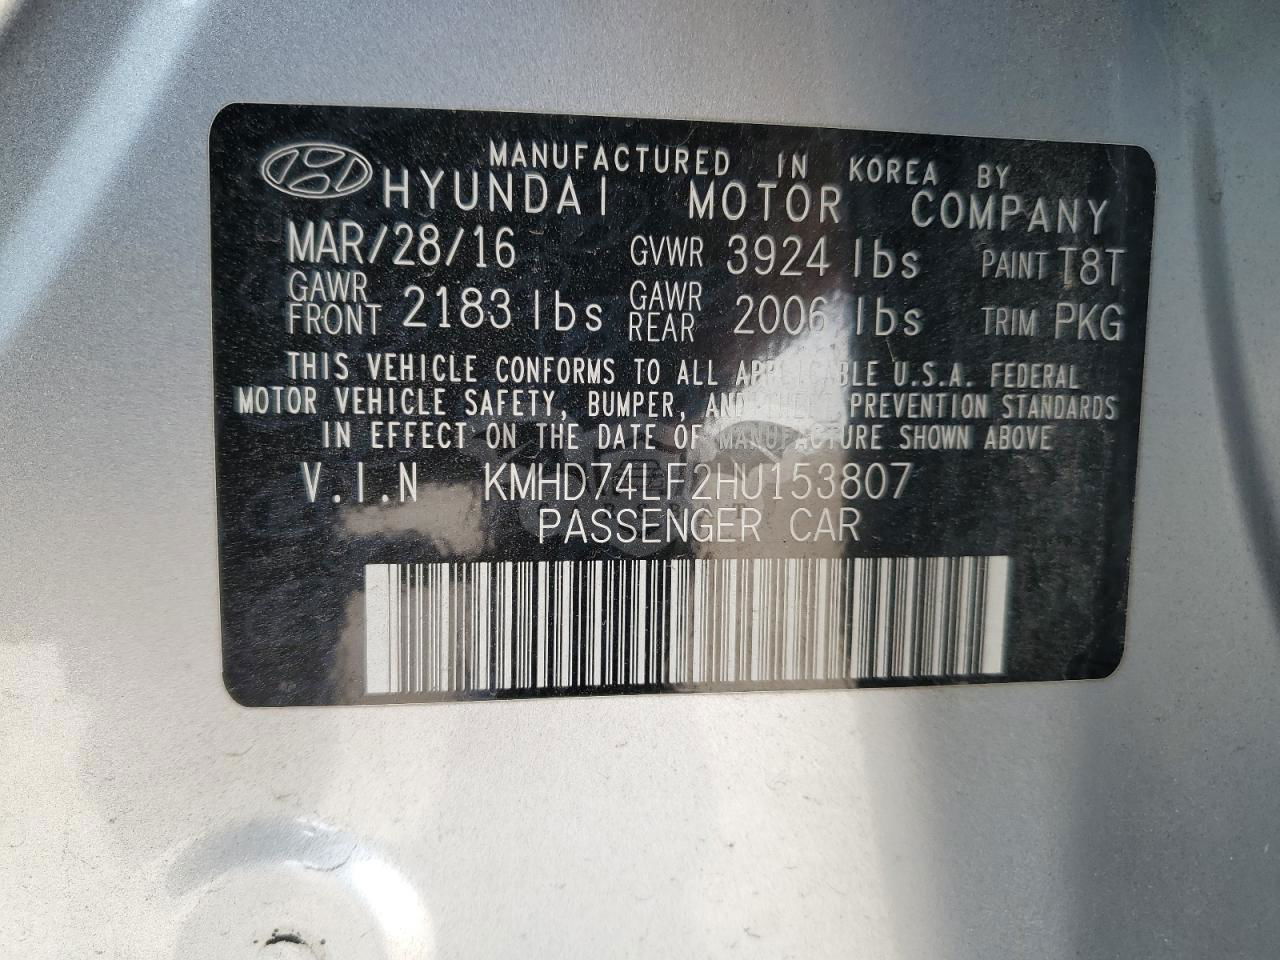 MANUFACTURED IN KOREA BY
HYUNDAI MOTOR COMPANY
MAR/28/16 GVWR 3924 lbs PAINT T8T
GAWR FRONT 2183 lbs GAWR REAR 2006 lbs TRIM PKG
THIS VEHICLE CONFORMS TO ALL APPLICABLE U.S.A. FEDERAL
MOTOR VEHICLE SAFETY, BUMPER, AND THEFT PREVENTION STANDARDS
IN EFFECT ON THE DATE OF MANUFACTURE SHOWN ABOVE
V.I.N KMHD74LF2HU153807
PASSENGER CAR